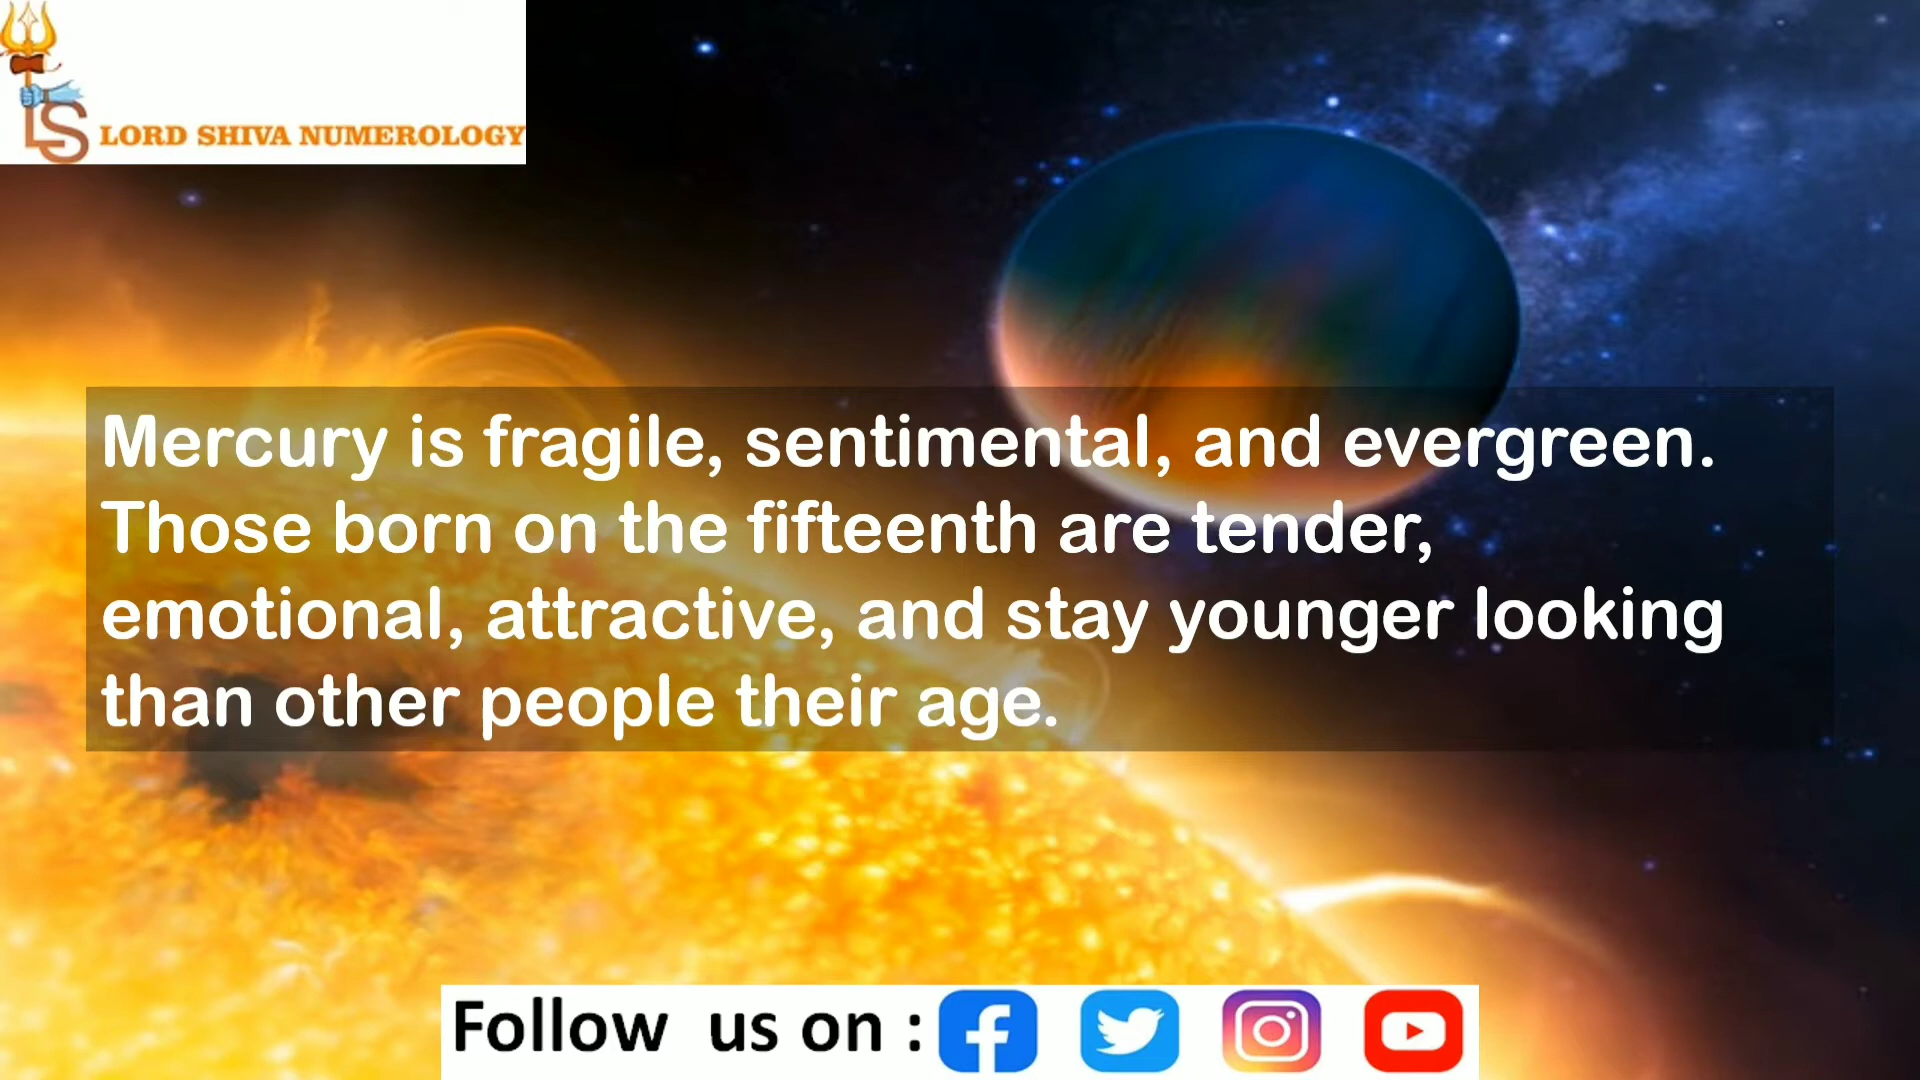 LS
LORD SHIVA NUMEROLOGY
Mercury is fragile, sentimental, and evergreen.
Those born on the fifteenth are tender,
emotional, attractive, and stay younger looking
than other people their age.
Follow us on :